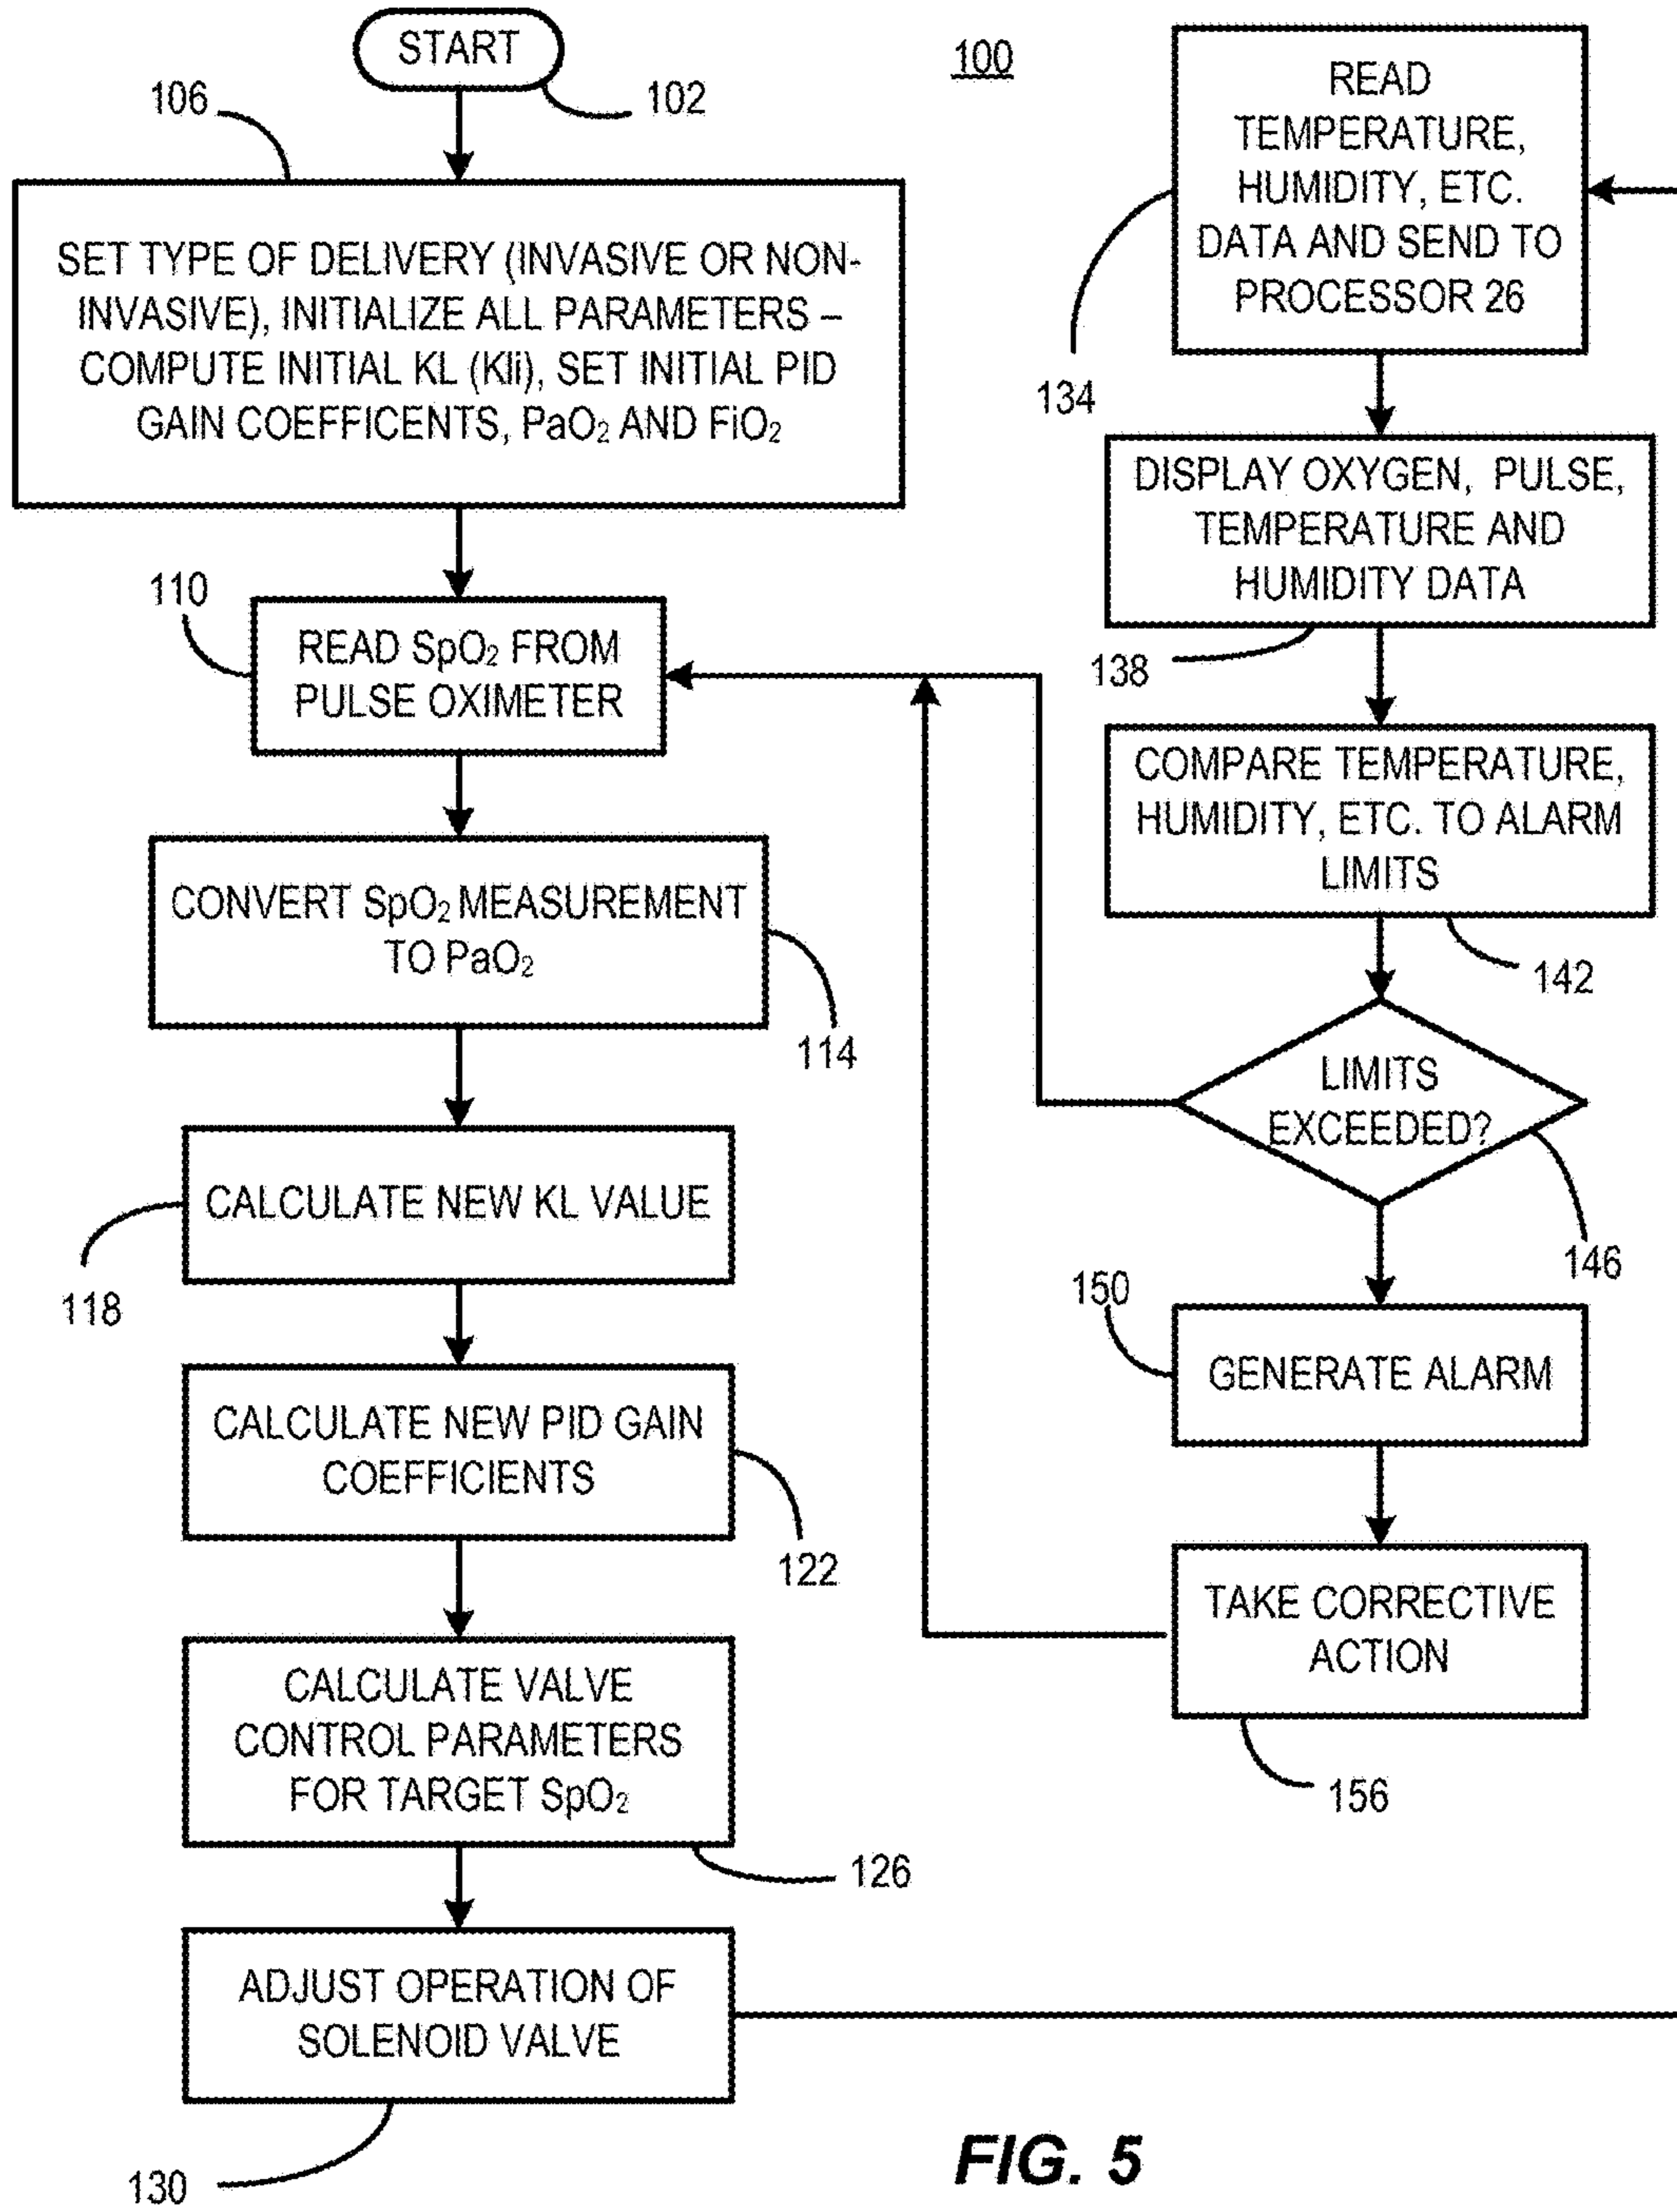 START
102
106
SET TYPE OF DELIVERY (INVASIVE OR NON-
INVASIVE), INITIALIZE ALL PARAMETERS –
COMPUTE INITIAL KL (Kli), SET INITIAL PID
GAIN COEFFICENTS, PaO₂ AND FiO₂
110
READ SpO₂ FROM
PULSE OXIMETER
CONVERT SpO₂ MEASUREMENT
TO PaO₂
114
CALCULATE NEW KL VALUE
118
CALCULATE NEW PID GAIN
COEFFICIENTS
122
CALCULATE VALVE
CONTROL PARAMETERS
FOR TARGET SpO₂
126
ADJUST OPERATION OF
SOLENOID VALVE
130
100
READ
TEMPERATURE,
HUMIDITY, ETC.
DATA AND SEND TO
PROCESSOR 26
134
DISPLAY OXYGEN, PULSE,
TEMPERATURE AND
HUMIDITY DATA
138
COMPARE TEMPERATURE,
HUMIDITY, ETC. TO ALARM
LIMITS
142
LIMITS
EXCEEDED?
146
150
GENERATE ALARM
TAKE CORRECTIVE
ACTION
156
FIG. 5